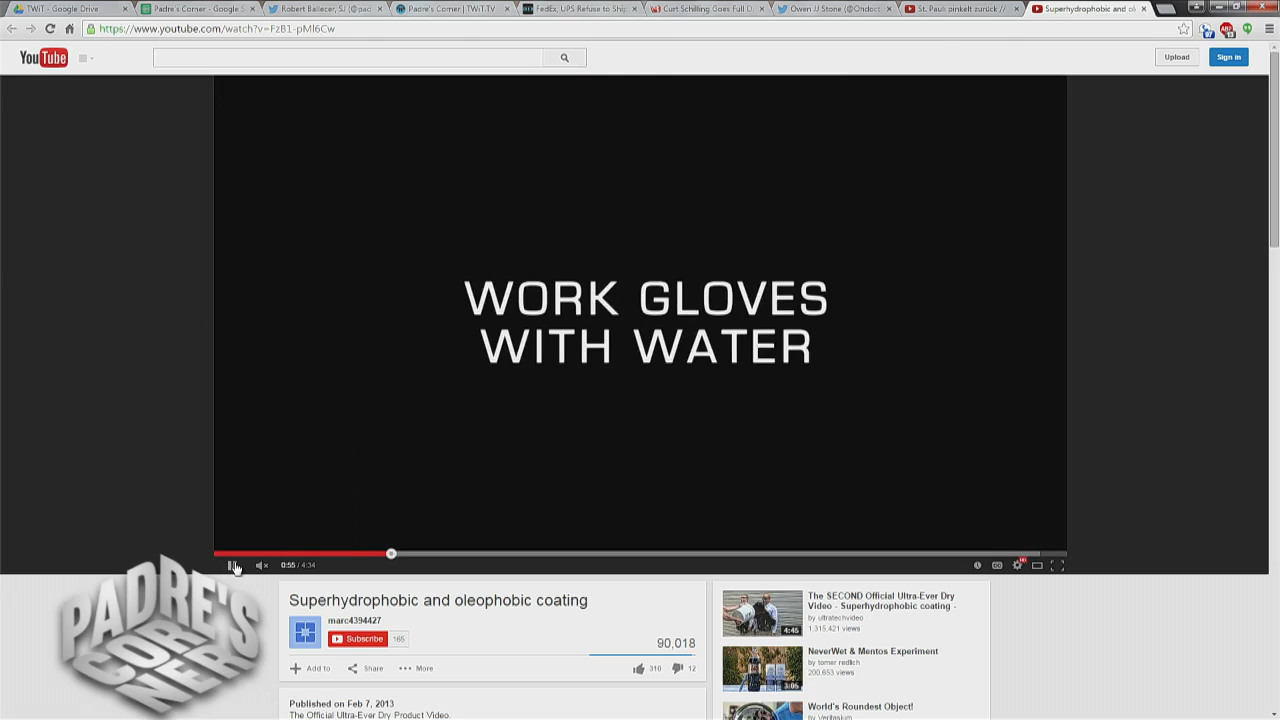 TWiT - Google Drive
Padre's Corner - Google S
Robert Ballecer, SJ (@pad
Padre's Corner | TWiT.TV
FedEx, UPS Refuse to Ship
Curt Schilling Goes Full D
Owen JJ Stone (@Ohdoct
St. Pauli pinkelt zurück //
Superhydrophobic and ol
https://www.youtube.com/watch?v=FzB1-pMl6Cw
YouTube
Upload
Sign in
WORK GLOVES
WITH WATER
0:55 / 4:34
PADRE'S
CORNER
Superhydrophobic and oleophobic coating
marc4394427
Subscribe 165
90,018
Add to
Share
More
310
12
Published on Feb 7, 2013
The Official Ultra-Ever Dry Product Video.
The SECOND Official Ultra-Ever Dry
Video - Superhydrophobic coating -
by ultratechvideo
1,315,421 views
4:45
NeverWet & Mentos Experiment
by tomer redlich
200,653 views
3:05
World's Roundest Object!
by Veritasium